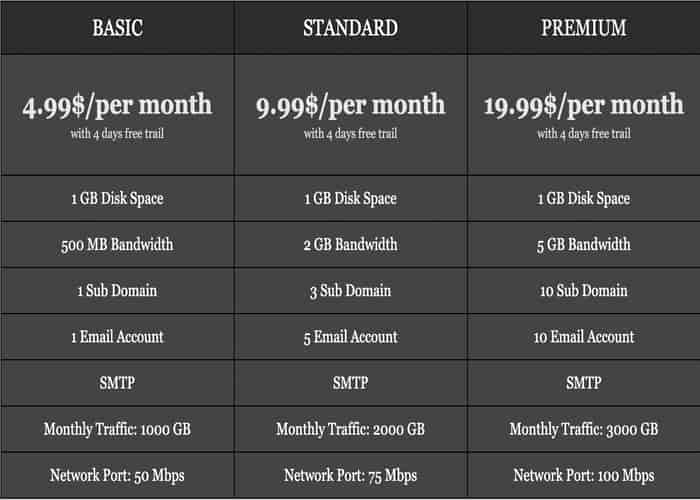 BASIC STANDARD PREMIUM
4.99$/per month 9.99$/per month 19.99$/per month
with 4 days free trail with 4 days free trail with 4 days free trail
1 GB Disk Space 1 GB Disk Space 1 GB Disk Space
500 MB Bandwidth 2 GB Bandwidth 5 GB Bandwidth
1 Sub Domain 3 Sub Domain 10 Sub Domain
1 Email Account 5 Email Account 10 Email Account
SMTP SMTP SMTP
Monthly Traffic: 1000 GB Monthly Traffic: 2000 GB Monthly Traffic: 3000 GB
Network Port: 50 Mbps Network Port: 75 Mbps Network Port: 100 Mbps